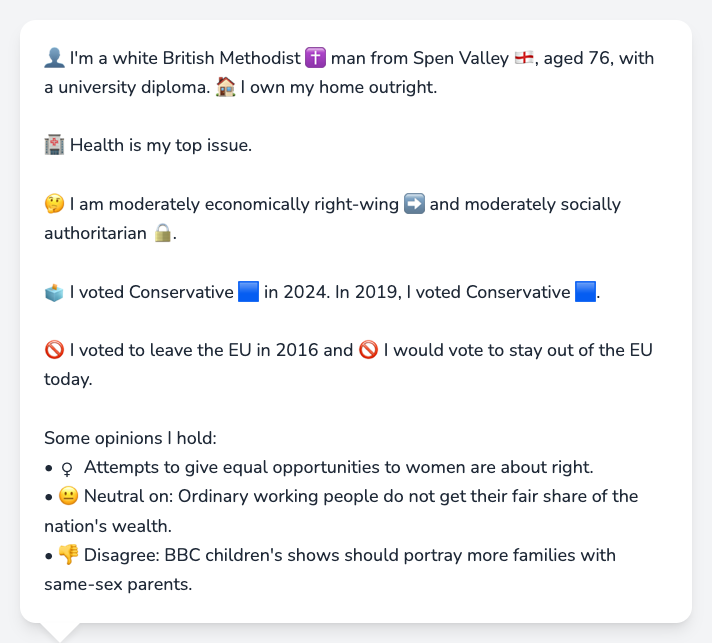 👤 I'm a white British Methodist ✝️ man from Spen Valley 🏴󠁧󠁢󠁥󠁮󠁧󠁿, aged 76, with
a university diploma. 🏠 I own my home outright.
🏥 Health is my top issue.
🤔 I am moderately economically right-wing ➡️ and moderately socially
authoritarian 🔒.
🗳️ I voted Conservative 🟦 in 2024. In 2019, I voted Conservative 🟦.
🚫 I voted to leave the EU in 2016 and 🚫 I would vote to stay out of the EU
today.
Some opinions I hold:
• ♀ Attempts to give equal opportunities to women are about right.
• 😐 Neutral on: Ordinary working people do not get their fair share of the
nation's wealth.
• 👎 Disagree: BBC children's shows should portray more families with
same-sex parents.